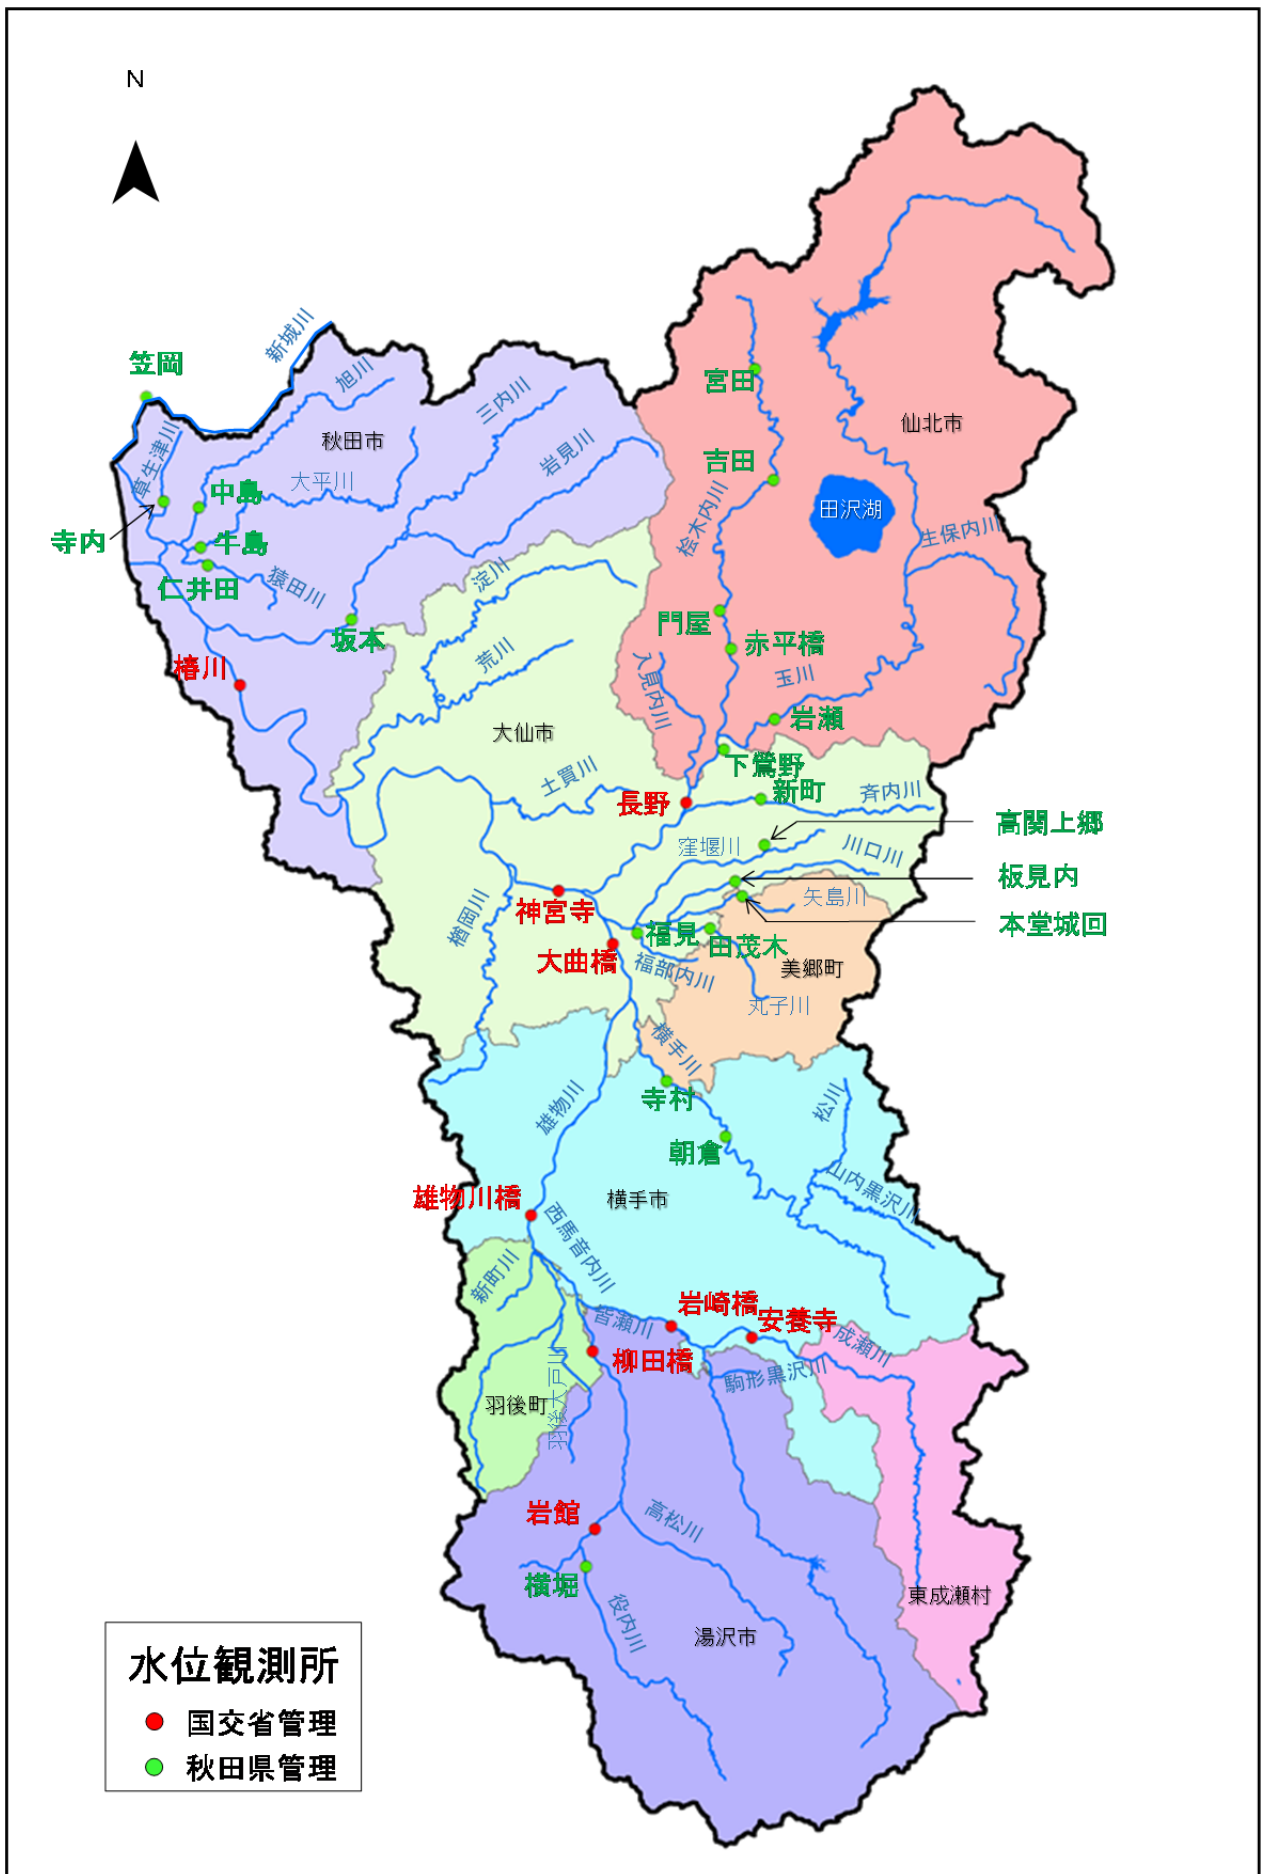 N
新城川
笠岡
旭川
三内川
宮田
仙北市
秋田市
草生津川
岩見川
吉田
大平川
中島
田沢湖
桧木内川
生保内川
寺内
牛島
仁井田
猿田川
淀川
坂本
門屋
赤平橋
荒川
椿川
入見内川
玉川
岩瀬
大仙市
下鶯野
土買川
新町
斉内川
長野
高関上郷
窪堰川
川口川
板見内
矢島川
神宮寺
楢岡川
本堂城回
福見
田茂木
大曲橋
福部内川
美郷町
丸子川
横手川
寺村
雄物川
松川
朝倉
山内黒沢川
雄物川橋
横手市
西馬音内川
新町川
岩崎橋
安養寺
皆瀬川
成瀬川
柳田橋
駒形黒沢川
羽後大戸川
羽後町
岩館
高松川
横堀
東成瀬村
役内川
湯沢市
水位観測所
国交省管理
秋田県管理